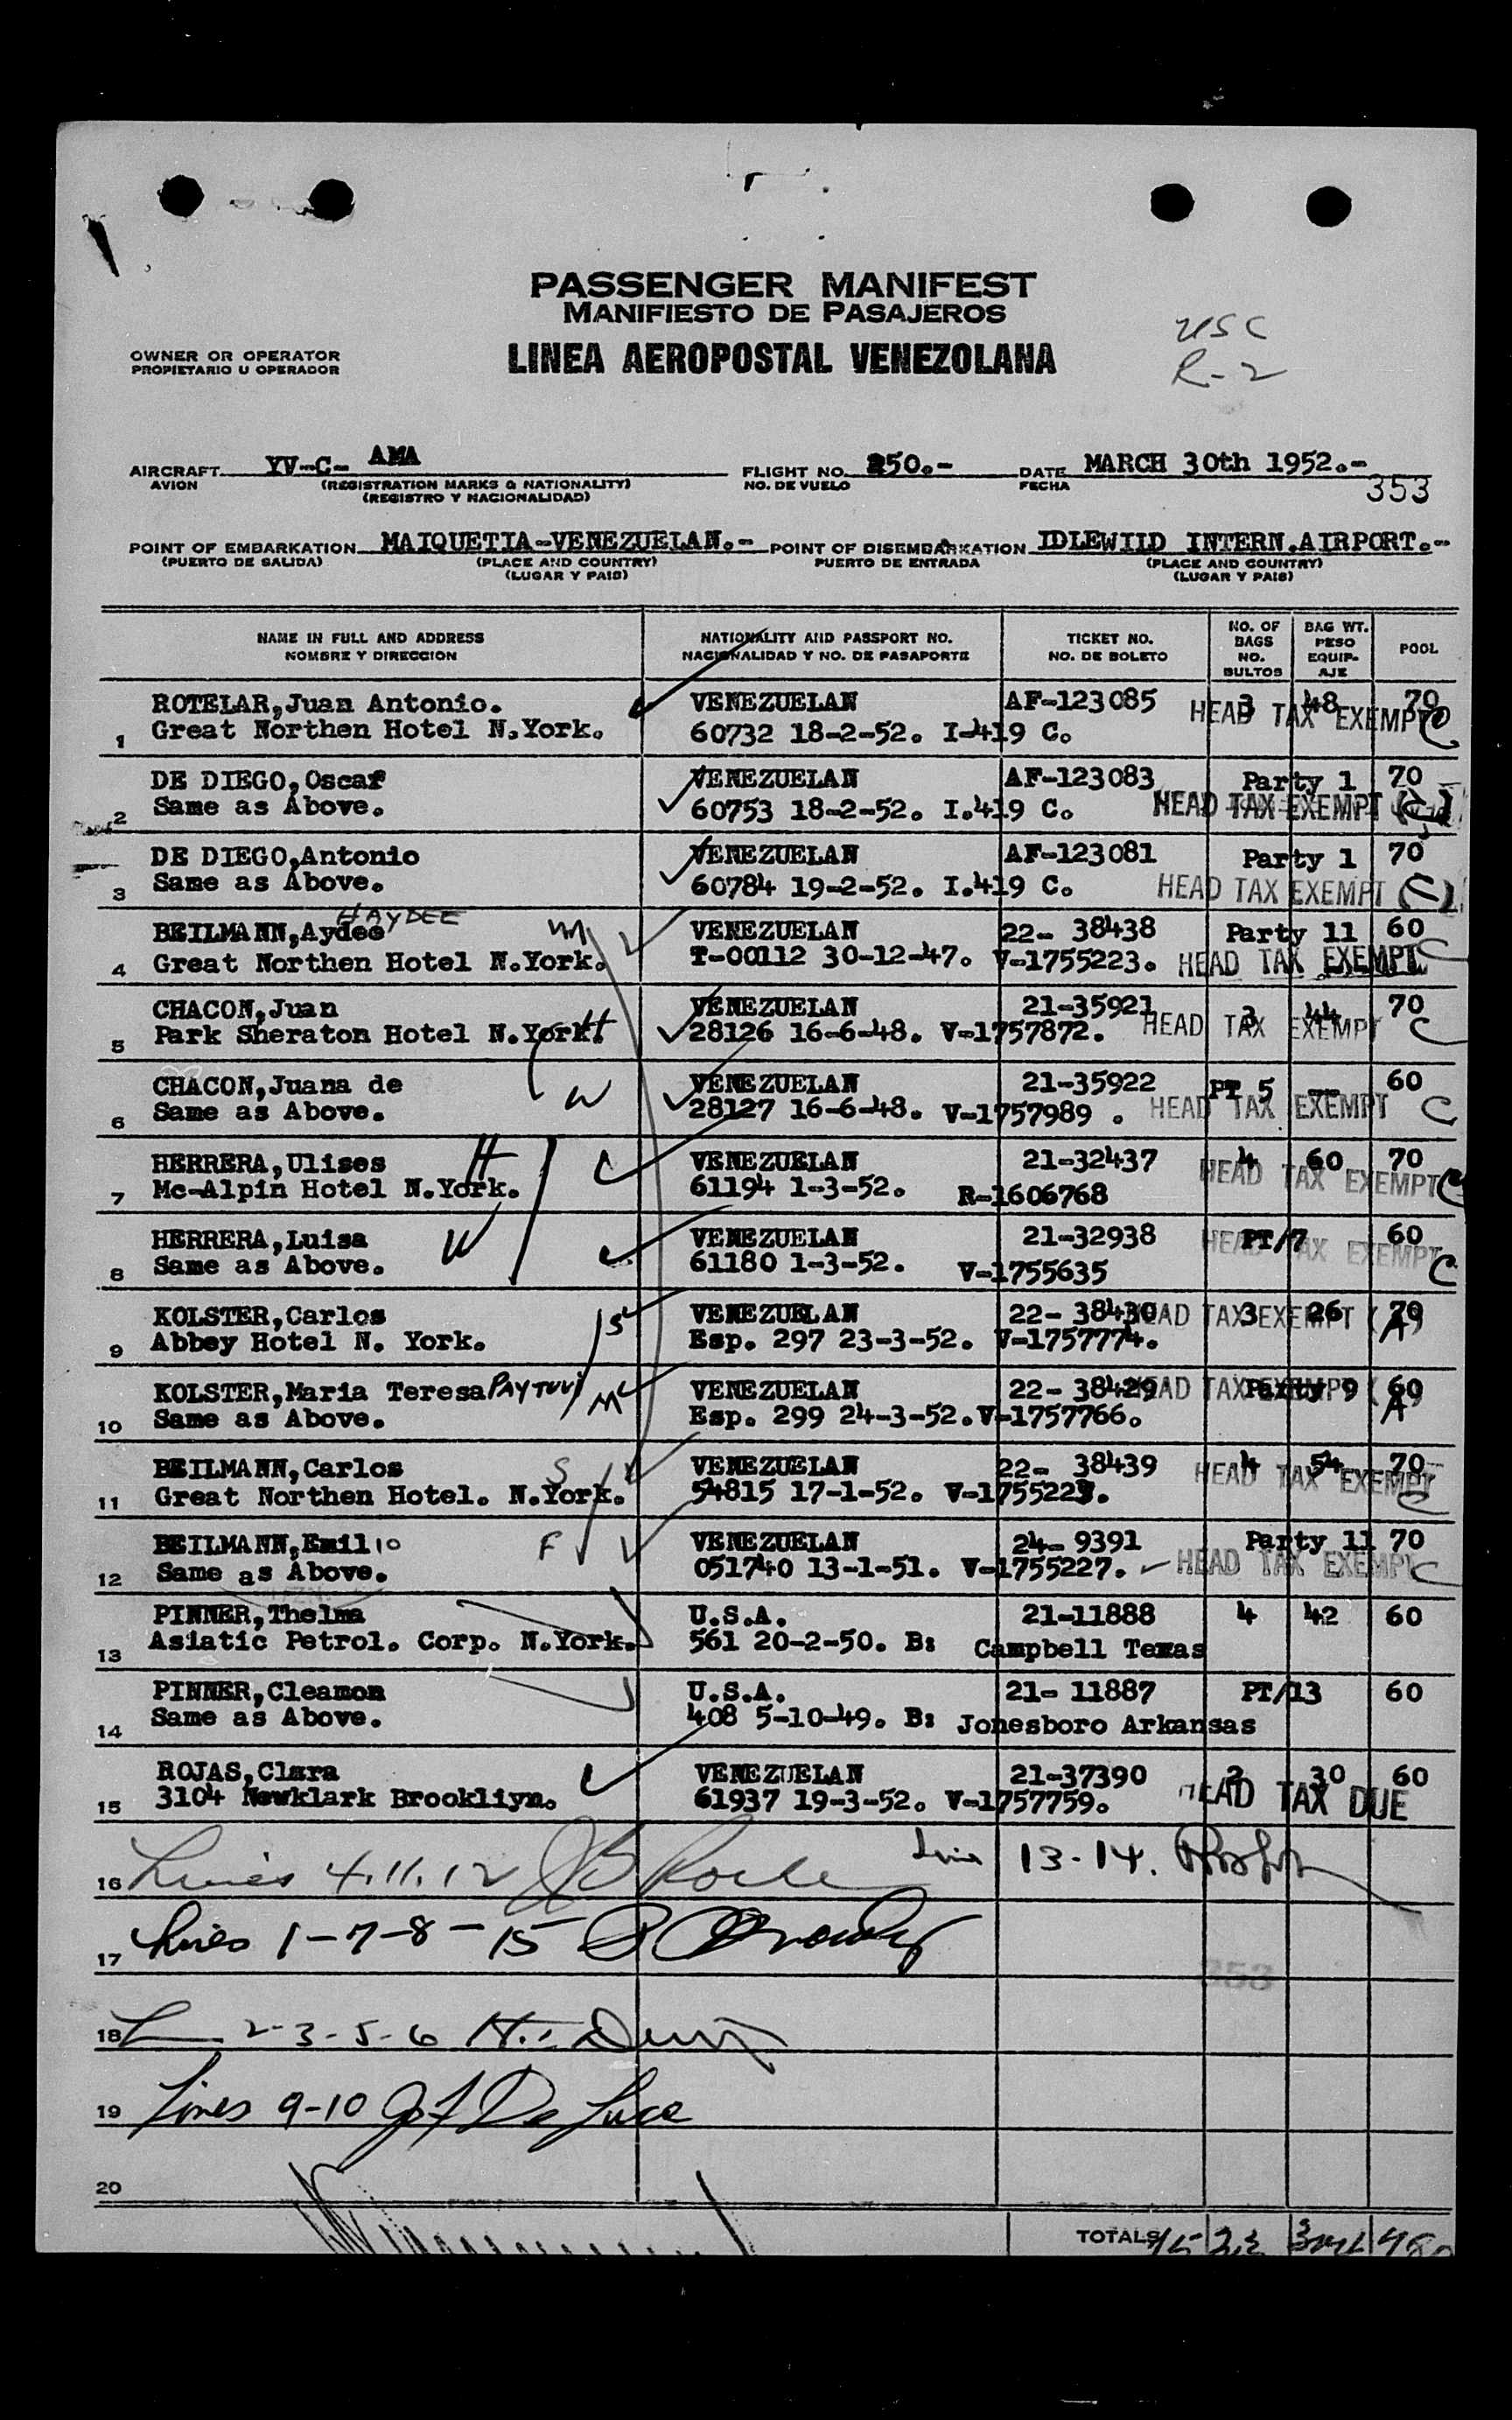 PASSENGER MANIFEST
MANIFIESTO DE PASAJEROS
USC
R-2
OWNER OR OPERATOR
PROPIETARIO U OPERADOR
LINEA AEROPOSTAL VENEZOLANA
AIRCRAFT YV-C- AMA FLIGHT NO. 250.- DATE MARCH 30th 1952.-
AVION (REGISTRATION MARKS & NATIONALITY) NO. DE VUELO FECHA 353
(REGISTRO Y NACIONALIDAD)
POINT OF EMBARKATION MAIQUETIA-VENEZUELAN.- POINT OF DISEMBARKATION IDLEWILD INTERN.AIRPORT.-
(PUERTO DE SALIDA) (PLACE AND COUNTRY) PUERTO DE ENTRADA (PLACE AND COUNTRY)
(LUGAR Y PAIS) (LUGAR Y PAIS)
NAME IN FULL AND ADDRESS NATIONALITY AND PASSPORT NO. TICKET NO. NO. OF BAGS BAG WT. POOL
NOMBRE Y DIRECCION NACIONALIDAD Y NO. DE PASAPORTE NO. DE BOLETO NO. BULTOS PESO EQUIP-AJE
ROTELAR,Juan Antonio. VENEZUELAN AF-123085 3 48 70
1 Great Northen Hotel N.York. 60732 18-2-52. I-419 C. HEAD TAX EXEMPT C
DE DIEGO,Oscar VENEZUELAN AF-123083 Party 1 70
2 Same as Above. 60753 18-2-52. I.419 C. HEAD TAX EXEMPT (C)
DE DIEGO,Antonio VENEZUELAN AF-123081 Party 1 70
3 Same as Above. 60784 19-2-52. I.419 C. HEAD TAX EXEMPT (C)
HAYDEE
BEILMANN,Aydee M VENEZUELAN 22- 38438 Party 11 60
4 Great Northen Hotel N.York. T-00112 30-12-47. V-1755223. HEAD TAX EXEMPT C
CHACON,Juan VENEZUELAN 21-35921 3 44 70
5 Park Sheraton Hotel N.York. H 28126 16-6-48. V-1757872. HEAD TAX EXEMPT C
CHACON,Juana de VENEZUELAN 21-35922 PT 5 -- 60
6 Same as Above. W 28127 16-6-48. V-1757989 . HEAD TAX EXEMPT C
HERRERA,Ulises H VENEZUELAN 21-32437 4 60 70
7 Mc-Alpin Hotel N.York. 61194 1-3-52. R-1606768 HEAD TAX EXEMPT C
HERRERA,Luisa W VENEZUELAN 21-32938 PT/7 60
8 Same as Above. 61180 1-3-52. V-1755635 HEAD TAX EXEMPT C
KOLSTER,Carlos S VENEZUELAN 22- 38430 3 26 70 HEAD TAX EXEMPT (A)
9 Abbey Hotel N. York. Esp. 297 23-3-52. V-1757774.
KOLSTER,Maria Teresa M VENEZUELAN 22- 38429 Party 9 60 HEAD TAX EXEMPT (A)
10 Same as Above. Esp. 299 24-3-52. V-1757766.
BEILMANN,Carlos S VENEZUELAN 22- 38439 4 54 70
11 Great Northen Hotel. N.York. 54815 17-1-52. HEAD TAX EXEMPT C
BEILMANN,Emilio F VENEZUELAN 24- 9391 Party 11 70
12 Same as Above. 051740 13-1-51. V-1755227. HEAD TAX EXEMPT C
PINNER,Thelma U.S.A. 21-11888 4 42 60
13 Asiatic Petrol. Corp. N.York. 561 20-2-50. B: Campbell Texas
PINNER,Cleamon U.S.A. 21- 11887 PT/13 60
14 Same as Above. 408 5-10-49. B: Jonesboro Arkansas
ROJAS,Clara VENEZUELAN 21-37390 2 30 60
15 3104 Newklark Brookliyn. 61937 19-3-52. V-1757759. HEAD TAX DUE
16 Lines 4.11.12 13-14.
17 Lines 1-7-8-15
18 2-3-5-6
19 Lines 9-10 De Luca
20
TOTALS